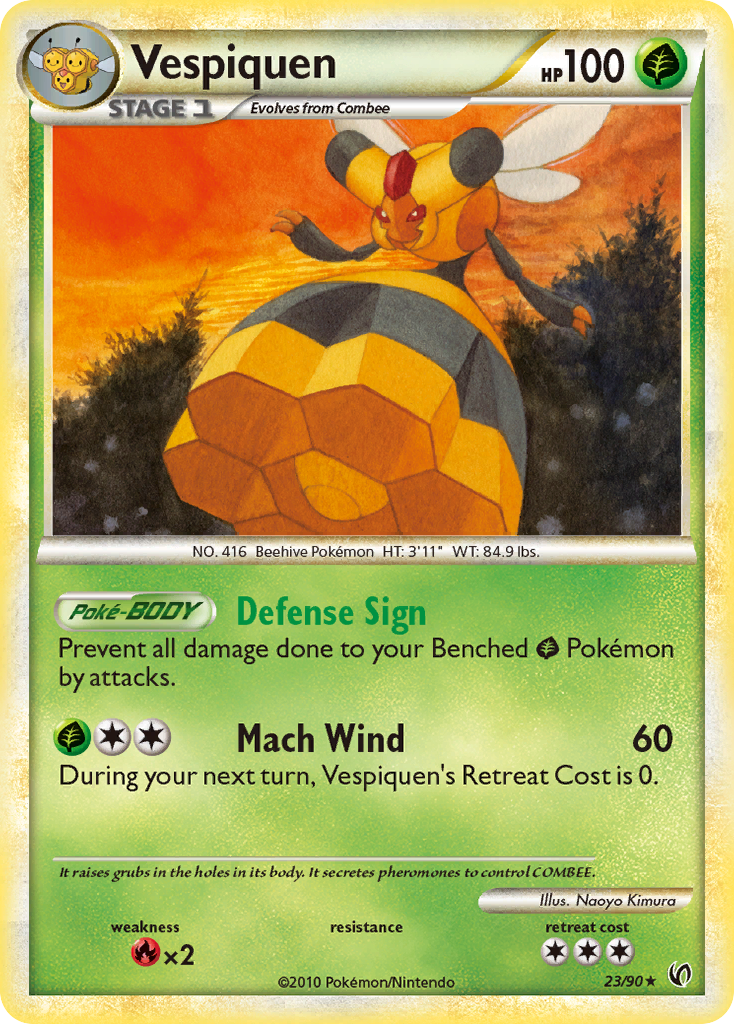 Vespiquen
HP 100
STAGE 1
Evolves from Combee
NO. 416 Beehive Pokémon HT: 3'11" WT: 84.9 lbs.
Poké-BODY Defense Sign
Prevent all damage done to your Benched Pokémon
by attacks.
Mach Wind 60
During your next turn, Vespiquen's Retreat Cost is 0.
It raises grubs in the holes in its body. It secretes pheromones to control COMBEE.
Illus. Naoyo Kimura
weakness resistance retreat cost
×2
©2010 Pokémon/Nintendo 23/90★